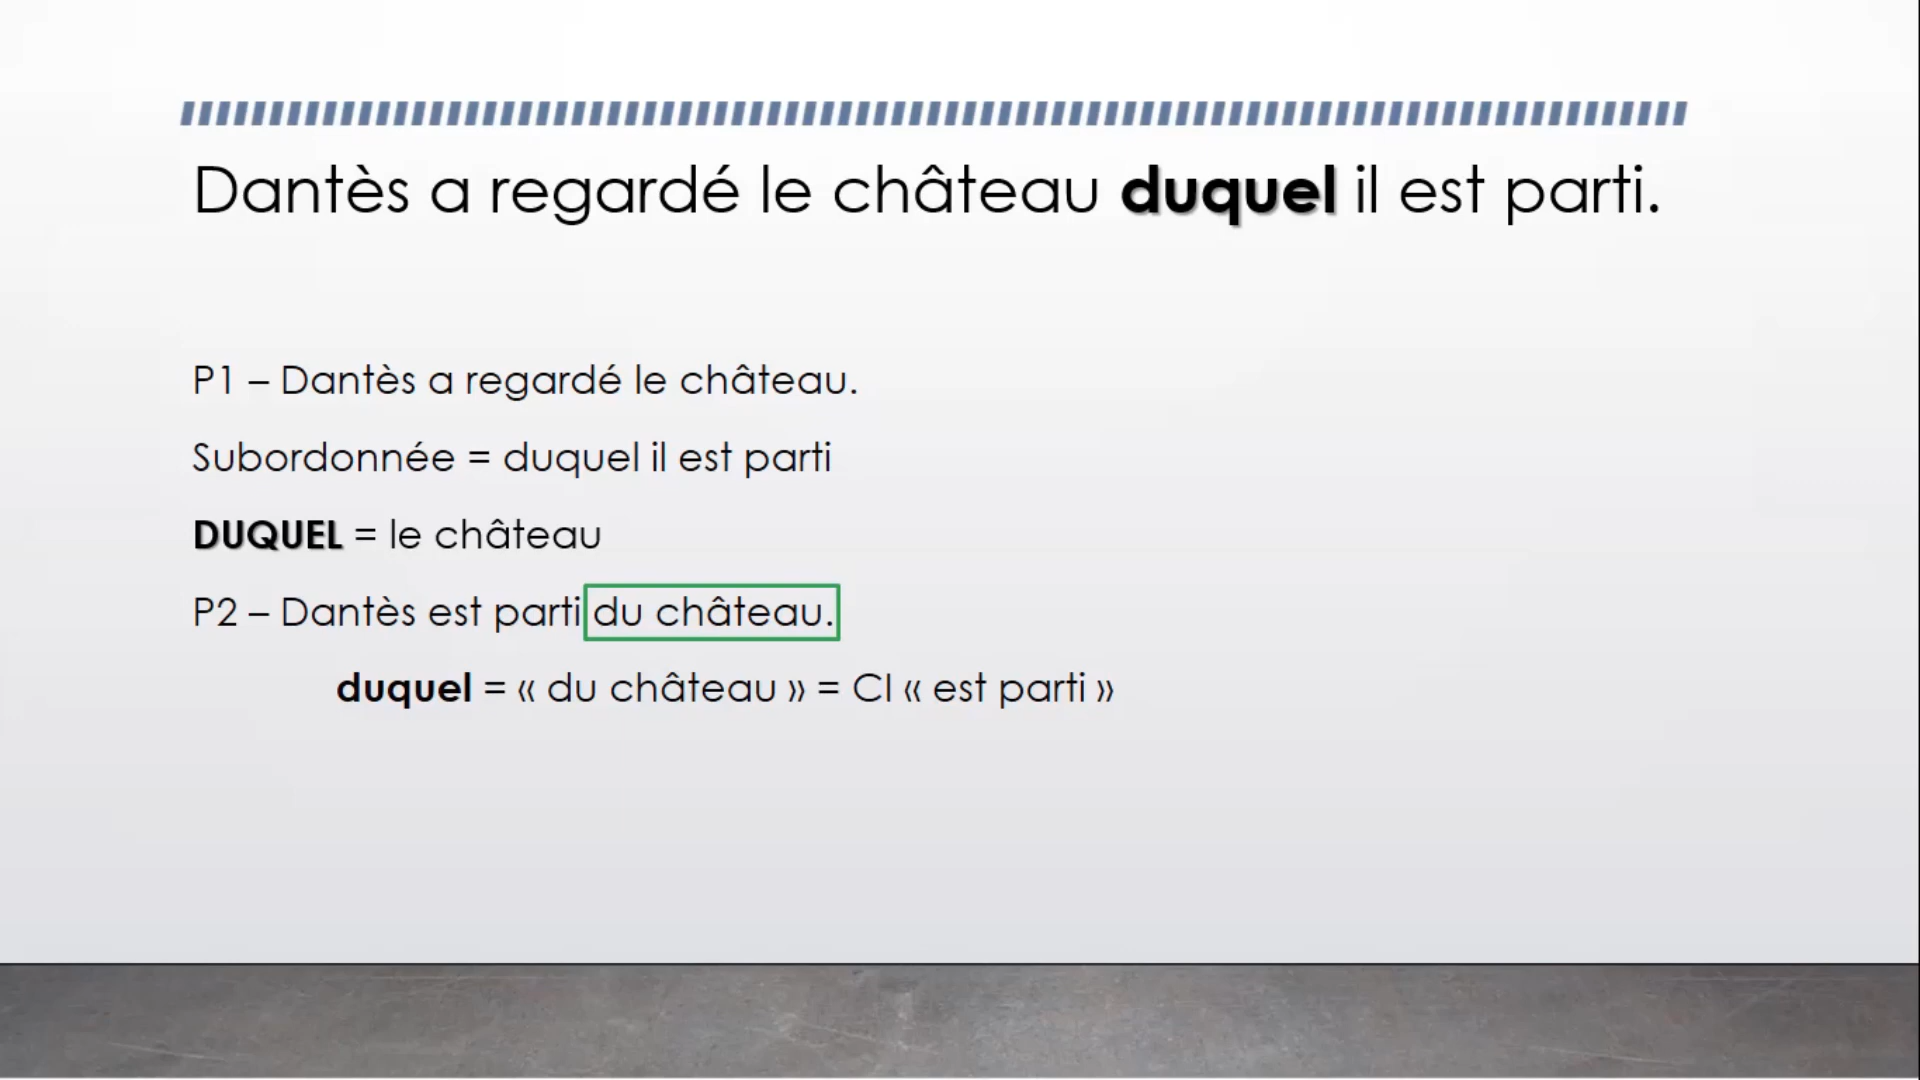 Dantès a regardé le château duquel il est parti.
P1 – Dantès a regardé le château.
Subordonnée = duquel il est parti
DUQUEL = le château
P2 – Dantès est parti du château.
duquel = « du château » = CI « est parti »